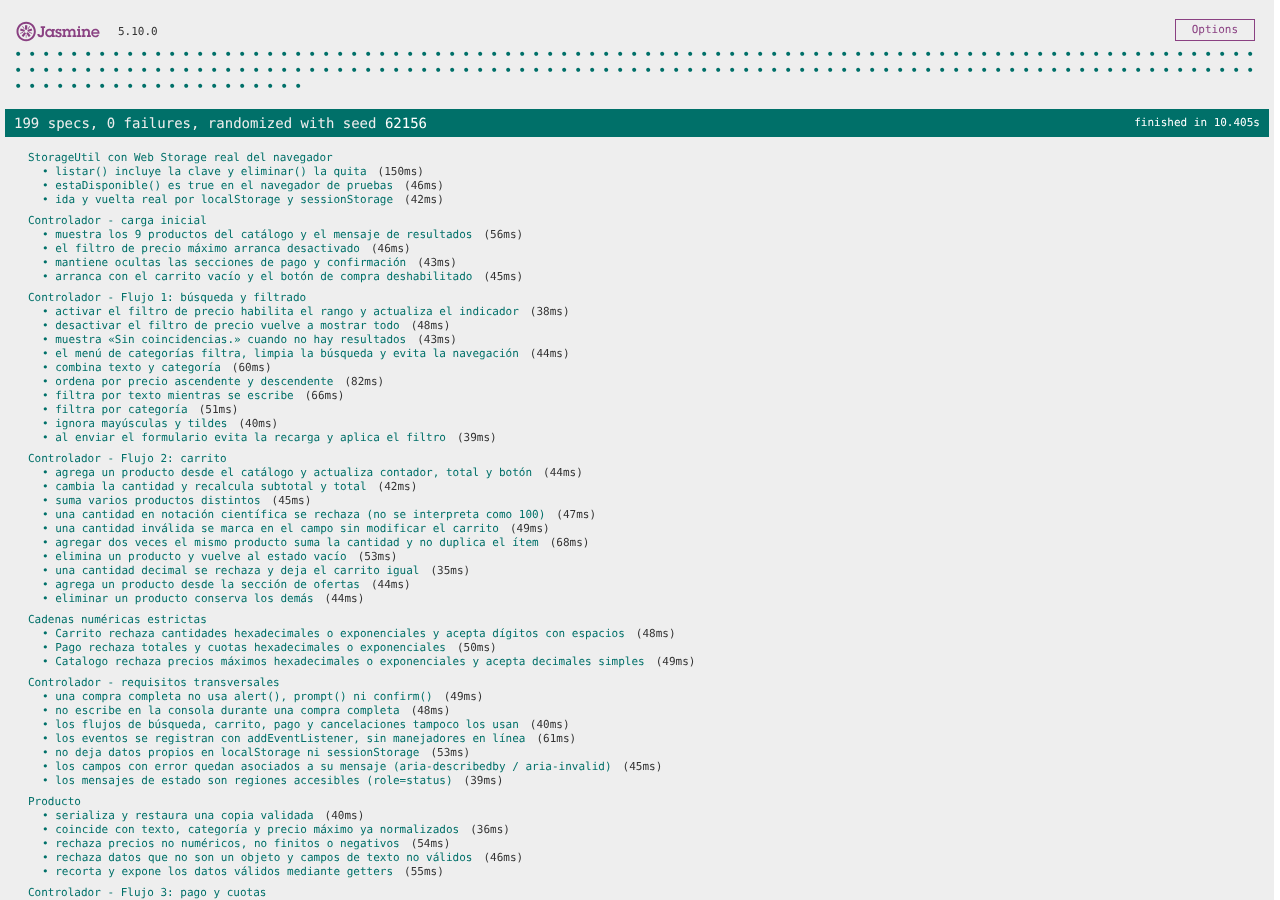 Jasmine 5.10.0 Options
199 specs, 0 failures, randomized with seed 62156 finished in 10.405s
StorageUtil con Web Storage real del navegador
• listar() incluye la clave y eliminar() la quita (150ms)
• estaDisponible() es true en el navegador de pruebas (46ms)
• ida y vuelta real por localStorage y sessionStorage (42ms)
Controlador - carga inicial
• muestra los 9 productos del catálogo y el mensaje de resultados (56ms)
• el filtro de precio máximo arranca desactivado (46ms)
• mantiene ocultas las secciones de pago y confirmación (43ms)
• arranca con el carrito vacío y el botón de compra deshabilitado (45ms)
Controlador - Flujo 1: búsqueda y filtrado
• activar el filtro de precio habilita el rango y actualiza el indicador (38ms)
• desactivar el filtro de precio vuelve a mostrar todo (48ms)
• muestra «Sin coincidencias.» cuando no hay resultados (43ms)
• el menú de categorías filtra, limpia la búsqueda y evita la navegación (44ms)
• combina texto y categoría (60ms)
• ordena por precio ascendente y descendente (82ms)
• filtra por texto mientras se escribe (66ms)
• filtra por categoría (51ms)
• ignora mayúsculas y tildes (40ms)
• al enviar el formulario evita la recarga y aplica el filtro (39ms)
Controlador - Flujo 2: carrito
• agrega un producto desde el catálogo y actualiza contador, total y botón (44ms)
• cambia la cantidad y recalcula subtotal y total (42ms)
• suma varios productos distintos (45ms)
• una cantidad en notación científica se rechaza (no se interpreta como 100) (47ms)
• una cantidad inválida se marca en el campo sin modificar el carrito (49ms)
• agregar dos veces el mismo producto suma la cantidad y no duplica el ítem (68ms)
• elimina un producto y vuelve al estado vacío (53ms)
• una cantidad decimal se rechaza y deja el carrito igual (35ms)
• agrega un producto desde la sección de ofertas (44ms)
• eliminar un producto conserva los demás (44ms)
Cadenas numéricas estrictas
• Carrito rechaza cantidades hexadecimales o exponenciales y acepta dígitos con espacios (48ms)
• Pago rechaza totales y cuotas hexadecimales o exponenciales (50ms)
• Catalogo rechaza precios máximos hexadecimales o exponenciales y acepta decimales simples (49ms)
Controlador - requisitos transversales
• una compra completa no usa alert(), prompt() ni confirm() (49ms)
• no escribe en la consola durante una compra completa (48ms)
• los flujos de búsqueda, carrito, pago y cancelaciones tampoco los usan (40ms)
• los eventos se registran con addEventListener, sin manejadores en línea (61ms)
• no deja datos propios en localStorage ni sessionStorage (53ms)
• los campos con error quedan asociados a su mensaje (aria-describedby / aria-invalid) (45ms)
• los mensajes de estado son regiones accesibles (role=status) (39ms)
Producto
• serializa y restaura una copia validada (40ms)
• coincide con texto, categoría y precio máximo ya normalizados (36ms)
• rechaza precios no numéricos, no finitos o negativos (54ms)
• rechaza datos que no son un objeto y campos de texto no válidos (46ms)
• recorta y expone los datos válidos mediante getters (55ms)
Controlador - Flujo 3: pago y cuotas